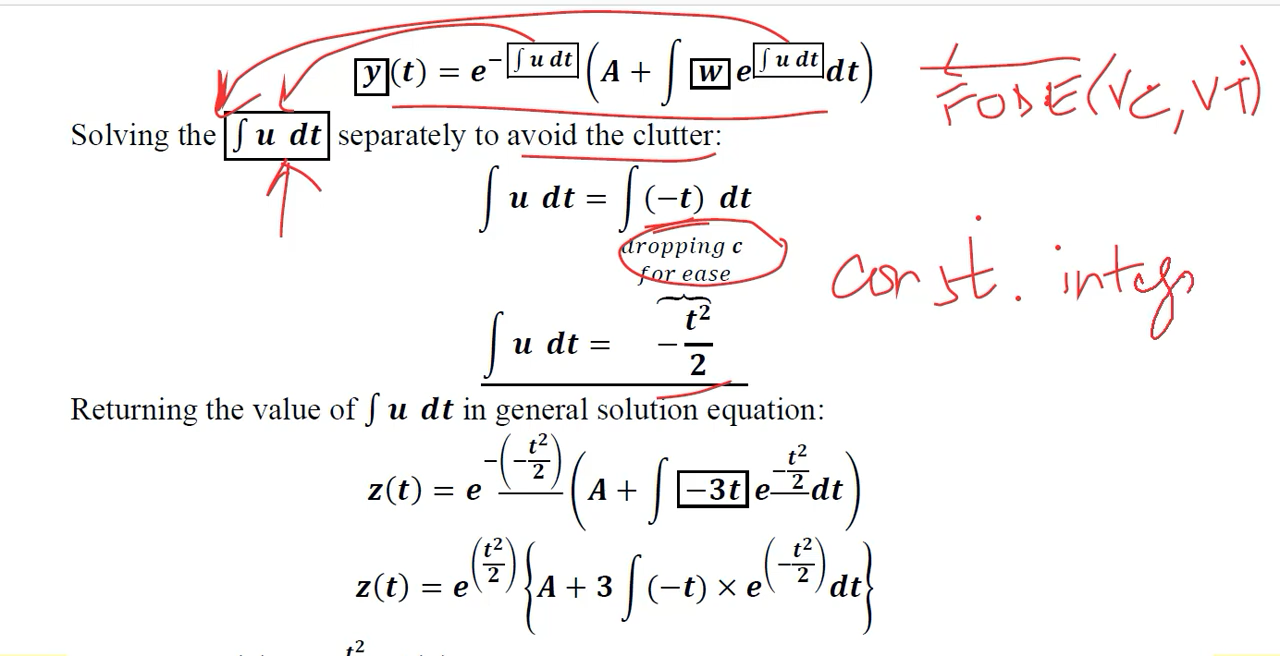 y(t) = e^{-∫ u dt} (A + ∫ w e^{∫ u dt} dt)
FODE(VC, VT)
Solving the ∫ u dt separately to avoid the clutter:
∫ u dt = ∫ (−t) dt
dropping c
for ease
const. integ
∫ u dt = −t²/2
Returning the value of ∫ u dt in general solution equation:
z(t) = e^{−(−t²/2)} (A + ∫ −3t e^{−t²/2} dt)
z(t) = e^{(t²/2)} {A + 3 ∫ (−t) × e^{(−t²/2)} dt}
t²